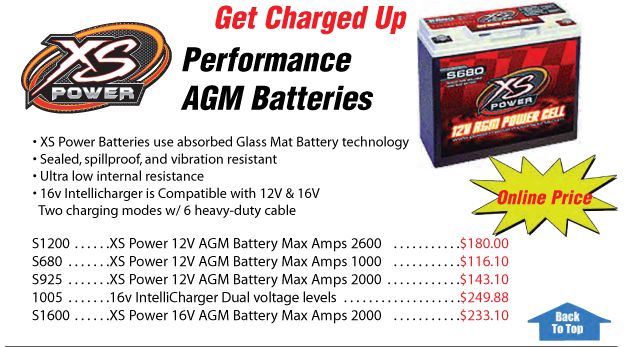 Get Charged Up
XS
POWER
Performance
AGM Batteries
S680
XS
POWER
12V AGM POWER CELL
• XS Power Batteries use absorbed Glass Mat Battery technology
• Sealed, spillproof, and vibration resistant
• Ultra low internal resistance
• 16v Intellicharger is Compatible with 12V & 16V
Two charging modes w/ 6 heavy-duty cable
Online Price
S1200 . . . . . .XS Power 12V AGM Battery Max Amps 2600 . . . . . . . . . . .$180.00
S680 . . . . . . .XS Power 12V AGM Battery Max Amps 1000 . . . . . . . . . . .$116.10
S925 . . . . . . .XS Power 12V AGM Battery Max Amps 2000 . . . . . . . . . . . .$143.10
1005 . . . . . . .16v IntelliCharger Dual voltage levels . . . . . . . . . . . . . . . . . . .$249.88
S1600 . . . . . .XS Power 16V AGM Battery Max Amps 2000 . . . . . . . . . . .$233.10
Back
To Top